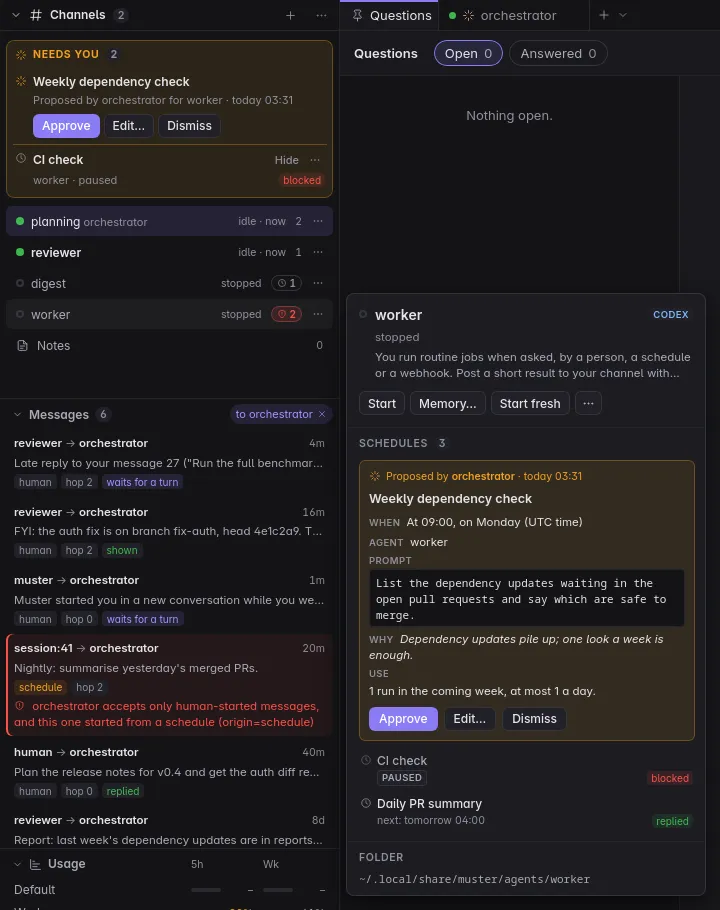 Channels 2
NEEDS YOU 2
Weekly dependency check
Proposed by orchestrator for worker · today 03:31
Approve Edit... Dismiss
CI check Hide ···
worker · paused blocked
planning orchestrator idle · now 2 ···
reviewer idle · now 1 ···
digest stopped 1 ···
worker stopped 2 ···
Notes 0
Messages 6 to orchestrator ×
reviewer → orchestrator 4m
Late reply to your message 27 ("Run the full benchmar...
human hop 2 waits for a turn
reviewer → orchestrator 16m
FYI: the auth fix is on branch fix-auth, head 4e1c2a9. T...
human hop 2 shown
muster → orchestrator 1m
Muster started you in a new conversation while you we...
human hop 0 waits for a turn
session:41 → orchestrator 20m
Nightly: summarise yesterday's merged PRs.
schedule hop 2
orchestrator accepts only human-started messages,
and this one started from a schedule (origin=schedule)
human → orchestrator 40m
Plan the release notes for v0.4 and get the auth diff re...
human hop 0 replied
reviewer → orchestrator 8d
Report: last week's dependency updates are in reports...
Usage 5h Wk
Default – –
Questions orchestrator
Questions Open 0 Answered 0
Nothing open.
worker CODEX
stopped
You run routine jobs when asked, by a person, a schedule
or a webhook. Post a short result to your channel with...
Start Memory... Start fresh ···
SCHEDULES 3
Proposed by orchestrator · today 03:31
Weekly dependency check
WHEN At 09:00, on Monday (UTC time)
AGENT worker
PROMPT
List the dependency updates waiting in the
open pull requests and say which are safe to
merge.
WHY Dependency updates pile up; one look a week is
enough.
USE
1 run in the coming week, at most 1 a day.
Approve Edit... Dismiss
CI check
PAUSED blocked
Daily PR summary
next: tomorrow 04:00 replied
FOLDER
~/.local/share/muster/agents/worker